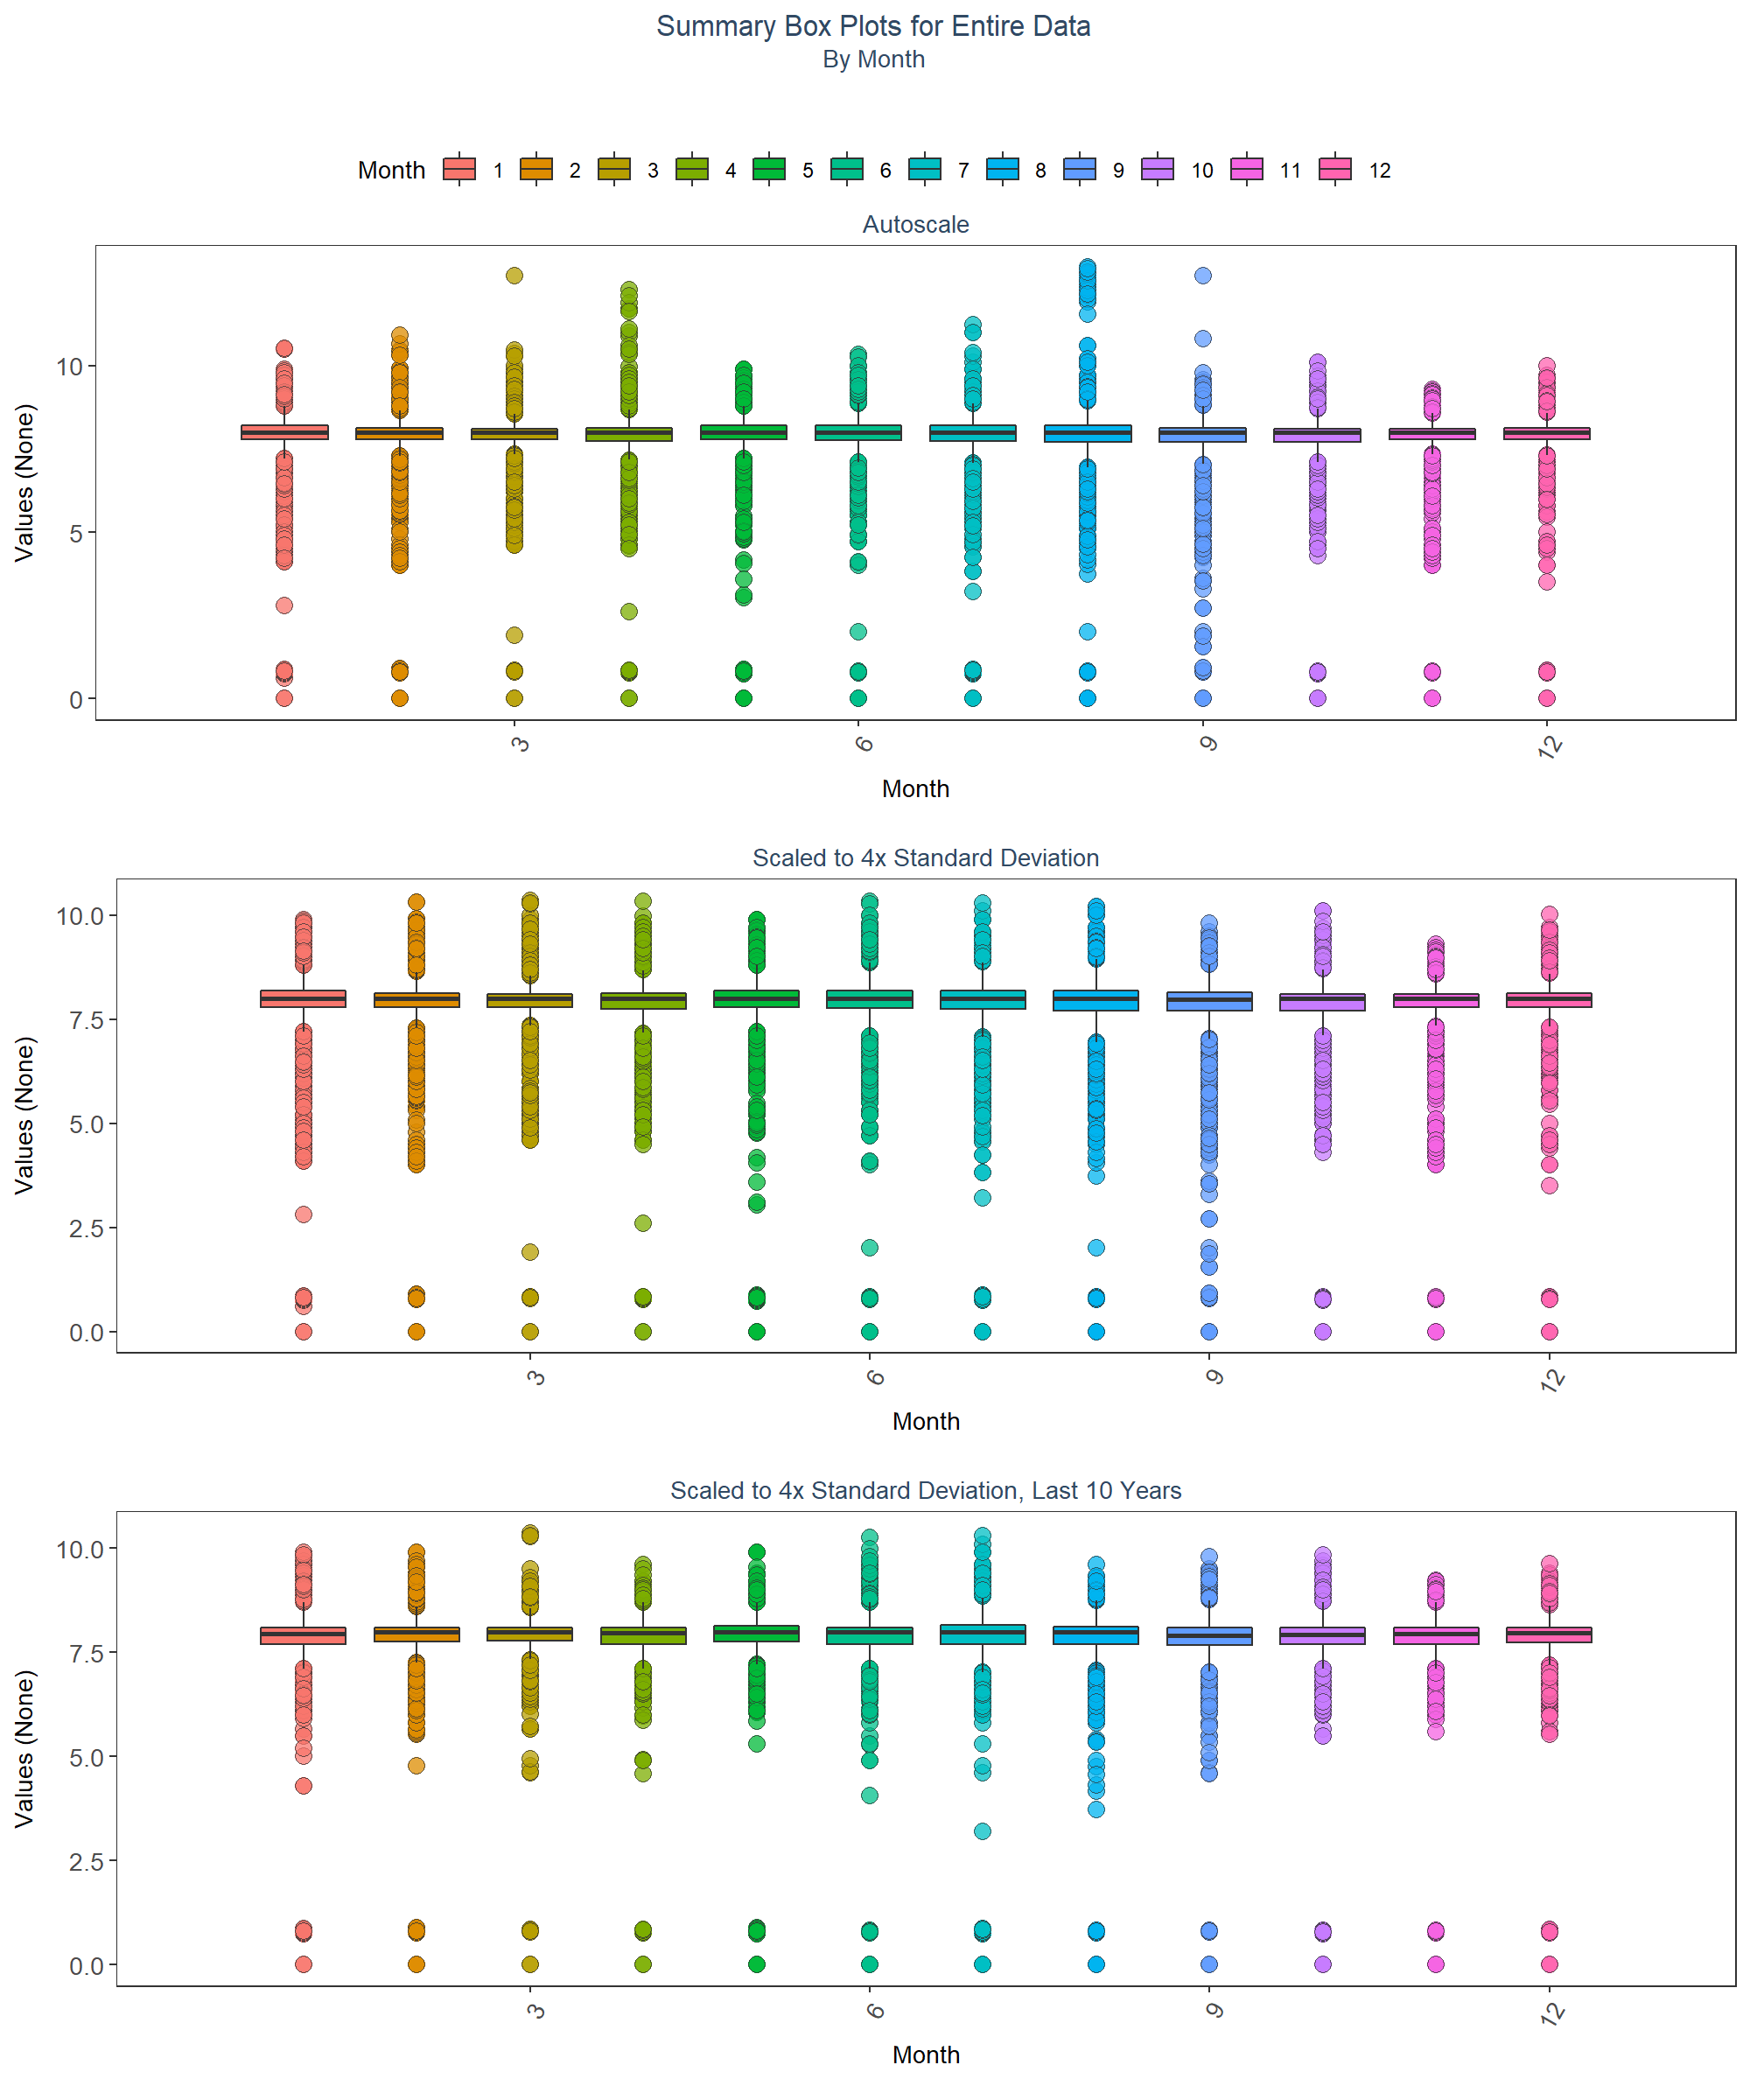 Summary Box Plots for Entire Data
By Month
Month 1 2 3 4 5 6 7 8 9 10 11 12
Autoscale
Values (None)
10
5
0
3 6 9 12
Month
Scaled to 4x Standard Deviation
Values (None)
10.0
7.5
5.0
2.5
0.0
3 6 9 12
Month
Scaled to 4x Standard Deviation, Last 10 Years
Values (None)
10.0
7.5
5.0
2.5
0.0
3 6 9 12
Month